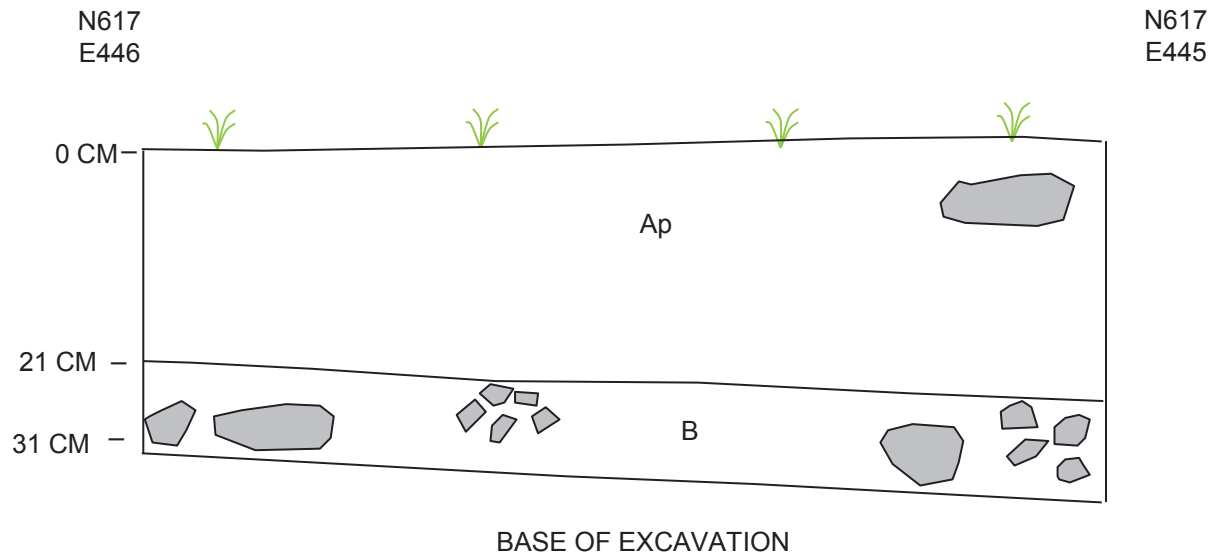 N617
E446
N617
E445
0 CM
Ap
21 CM
B
31 CM
BASE OF EXCAVATION